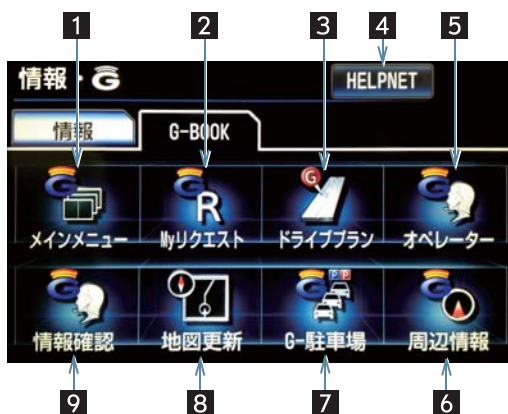 1 2 3 4 5
情報・G HELPNET
情報 G-BOOK
G G G G
R
メインメニュー Myリクエスト ドライブプラン オペレーター
G P P G
情報確認 地図更新 G-駐車場 周辺情報
9 8 7 6